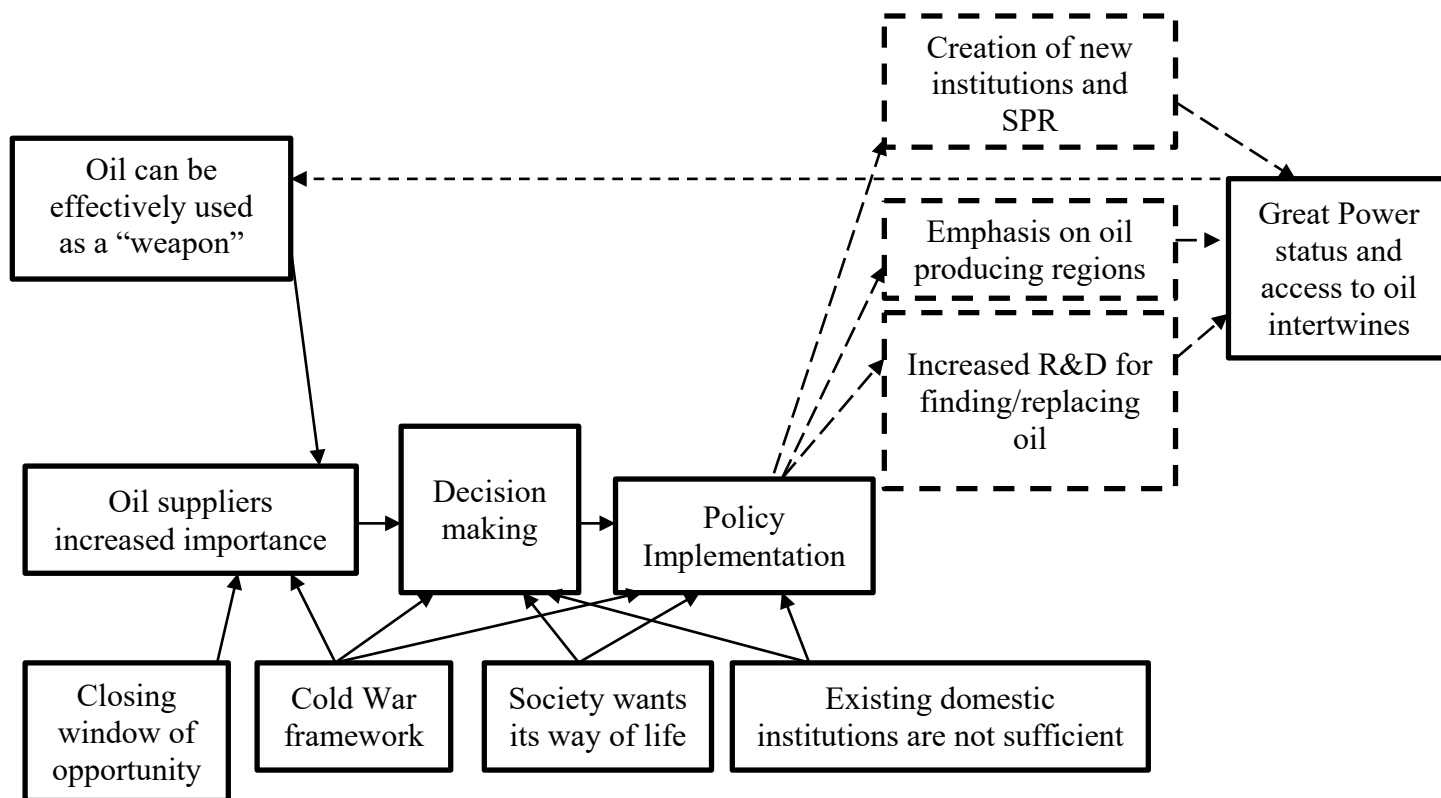 Creation of new
institutions and
SPR
Oil can be
effectively used
as a “weapon”
Great Power
status and
access to oil
intertwines
Emphasis on oil
producing regions
Increased R&D for
finding/replacing
oil
Oil suppliers
increased importance
Decision
making
Policy
Implementation
Closing
window of
opportunity
Cold War
framework
Society wants
its way of life
Existing domestic
institutions are not sufficient